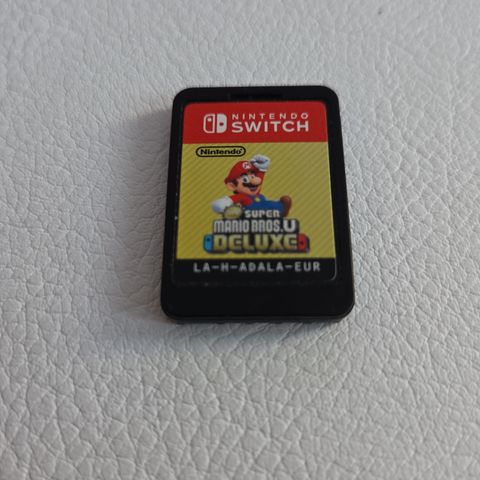 NINTENDO
SWITCH
Nintendo
SUPER
MARIO BROS. U
DELUXE
LA-H-ADALA-EUR